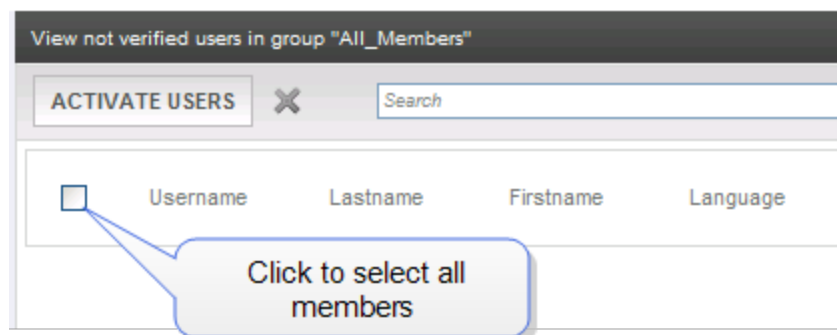 View not verified users in group "All_Members"
ACTIVATE USERS Search
Username Lastname Firstname Language
Click to select all
members